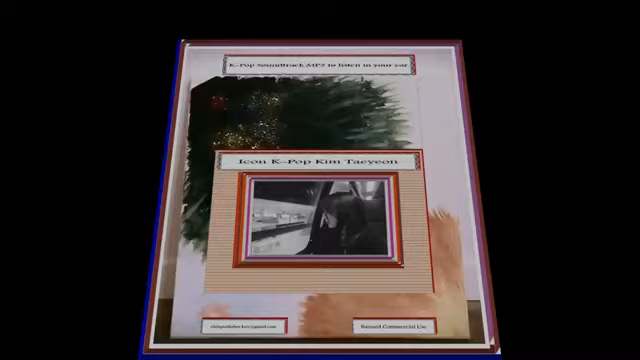 K-Pop Soundtrack MP3 to listen in your car
Icon K-Pop Kim Taeyeon
Banned Commercial Use